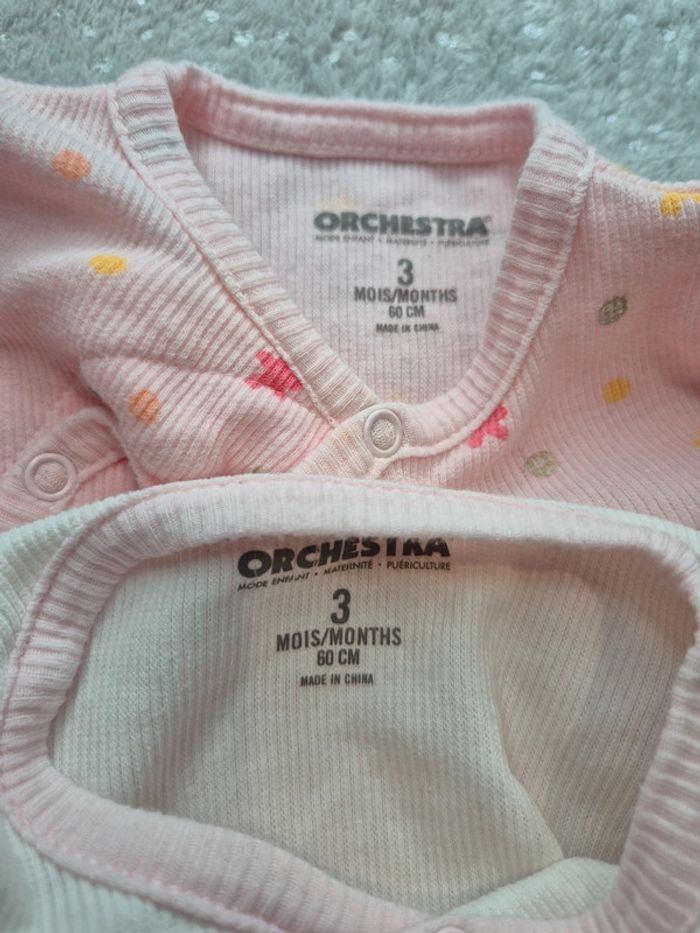 ORCHESTRA
MODE ENFANT • MATERNITÉ • PUÉRICULTURE
3
MOIS/MONTHS
60 CM
MADE IN CHINA
ORCHESTRA
MODE ENFANT • MATERNITÉ • PUÉRICULTURE
3
MOIS/MONTHS
60 CM
MADE IN CHINA